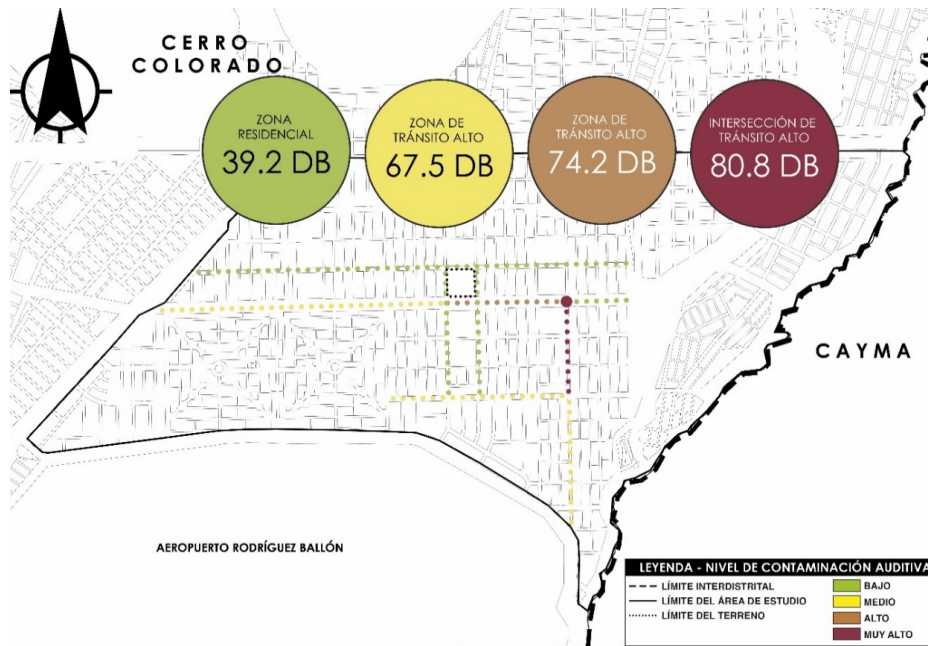 CERRO
COLORADO
ZONA
RESIDENCIAL
39.2 DB
ZONA DE
TRÁNSITO ALTO
67.5 DB
ZONA DE
TRÁNSITO ALTO
74.2 DB
INTERSECCIÓN DE
TRÁNSITO ALTO
80.8 DB
CAYMA
AEROPUERTO RODRÍGUEZ BALLÓN
LEYENDA - NIVEL DE CONTAMINACIÓN AUDITIVA
LÍMITE INTERDISTRITAL
LÍMITE DEL ÁREA DE ESTUDIO
LÍMITE DEL TERRENO
BAJO
MEDIO
ALTO
MUY ALTO